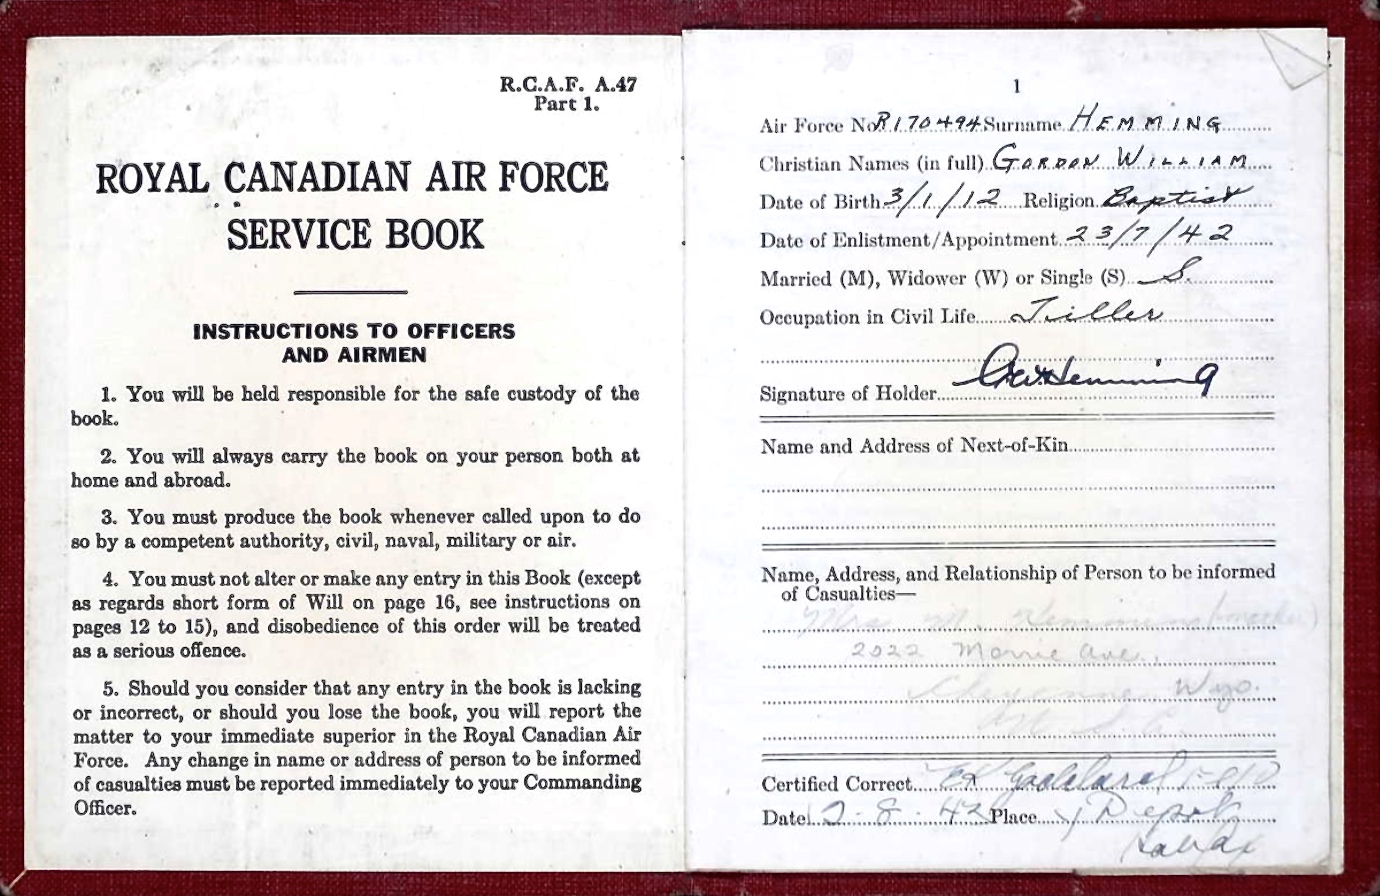 R.C.A.F. A.47
Part 1.
ROYAL CANADIAN AIR FORCE
SERVICE BOOK
INSTRUCTIONS TO OFFICERS
AND AIRMEN
1. You will be held responsible for the safe custody of the
book.
2. You will always carry the book on your person both at
home and abroad.
3. You must produce the book whenever called upon to do
so by a competent authority, civil, naval, military or air.
4. You must not alter or make any entry in this Book (except
as regards short form of Will on page 16, see instructions on
pages 12 to 15), and disobedience of this order will be treated
as a serious offence.
5. Should you consider that any entry in the book is lacking
or incorrect, or should you lose the book, you will report the
matter to your immediate superior in the Royal Canadian Air
Force. Any change in name or address of person to be informed
of casualties must be reported immediately to your Commanding
Officer.
1
Air Force No. R170494 Surname HEMMING
Christian Names (in full) GORDON WILLIAM
Date of Birth 3/1/12 Religion Baptist
Date of Enlistment/Appointment 23/7/42
Married (M), Widower (W) or Single (S) S.
Occupation in Civil Life Tiller
Signature of Holder GWHemming
Name and Address of Next-of-Kin
Name, Address, and Relationship of Person to be informed
of Casualties—
Mrs M. Hemming (mother)
2022 Morrie Ave.,
Cheyenne Wyo.
U.S.A.
Certified Correct Goddard
Date 2-8-42 Place Y Depot
Halifax